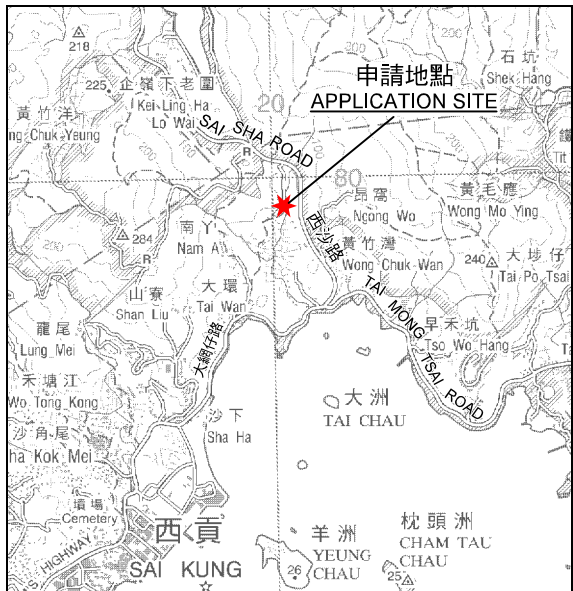 218
石坑
Shek Hang
申請地點
APPLICATION SITE
225
企嶺下老圍
Kei Ling Ha
Lo Wai
200
20
黃竹洋
ng Chuk Yeung
SAI SHA ROAD
鐵
Tit
R
80
昂窩
Ngong Wo
黃毛應
Wong Mo Ying
西沙路
南丫
Nam A
284
R
黃竹灣
Wong Chuk Wan
240
大埗仔
Tai Po Tsai
大環
Tai Wan
山寮
Shan Liu
TAI MONG TSAI ROAD
早禾坑
Tso Wo Hang
龍尾
Lung Mei
大網仔路
禾塘江
Wo Tong Kong
大洲
TAI CHAU
沙下
Sha Ha
沙角尾
ha Kok Mei
墳場
Cemetery
西貢
SAI KUNG
S HIGHWAY
羊洲
YEUNG
CHAU
26
枕頭洲
CHAM TAU
CHAU
25